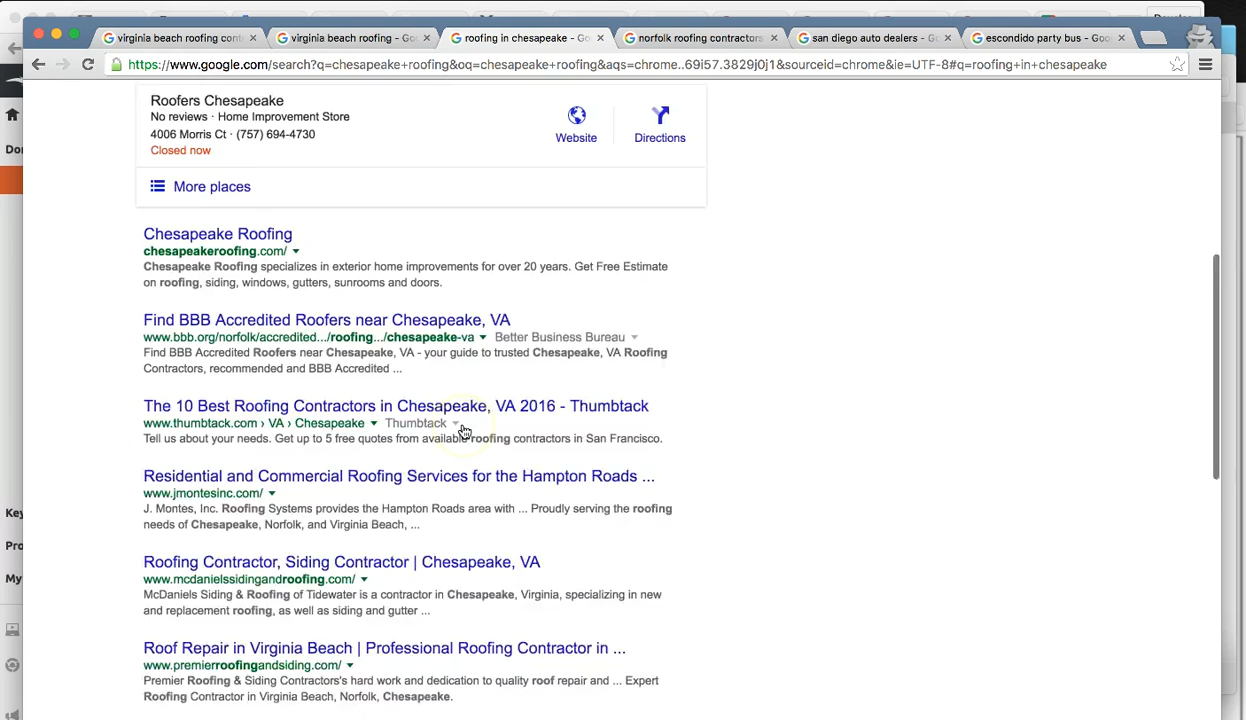 virginia beach roofing cont
virginia beach roofing - Go
roofing in chesapeake - Go
norfolk roofing contractors
san diego auto dealers - G
escondido party bus - Goo
https://www.google.com/search?q=chesapeake+roofing&oq=chesapeake+roofing&aqs=chrome..69i57.3829j0j1&sourceid=chrome&ie=UTF-8#q=roofing+in+chesapeake
Roofers Chesapeake
No reviews · Home Improvement Store
4006 Morris Ct · (757) 694-4730
Closed now
Website
Directions
More places
Chesapeake Roofing
chesapeakeroofing.com/
Chesapeake Roofing specializes in exterior home improvements for over 20 years. Get Free Estimate
on roofing, siding, windows, gutters, sunrooms and doors.
Find BBB Accredited Roofers near Chesapeake, VA
www.bbb.org/norfolk/accredited.../roofing.../chesapeake-va Better Business Bureau
Find BBB Accredited Roofers near Chesapeake, VA - your guide to trusted Chesapeake, VA Roofing
Contractors, recommended and BBB Accredited ...
The 10 Best Roofing Contractors in Chesapeake, VA 2016 - Thumbtack
www.thumbtack.com › VA › Chesapeake Thumbtack
Tell us about your needs. Get up to 5 free quotes from available roofing contractors in San Francisco.
Residential and Commercial Roofing Services for the Hampton Roads ...
www.jmontesinc.com/
J. Montes, Inc. Roofing Systems provides the Hampton Roads area with ... Proudly serving the roofing
needs of Chesapeake, Norfolk, and Virginia Beach, ...
Roofing Contractor, Siding Contractor | Chesapeake, VA
www.mcdanielssidingandroofing.com/
McDaniels Siding & Roofing of Tidewater is a contractor in Chesapeake, Virginia, specializing in new
and replacement roofing, as well as siding and gutter ...
Roof Repair in Virginia Beach | Professional Roofing Contractor in ...
www.premierroofingandsiding.com/
Premier Roofing & Siding Contractors's hard work and dedication to quality roof repair and ... Expert
Roofing Contractor in Virginia Beach, Norfolk, Chesapeake.
Dor
Key
Pro
My